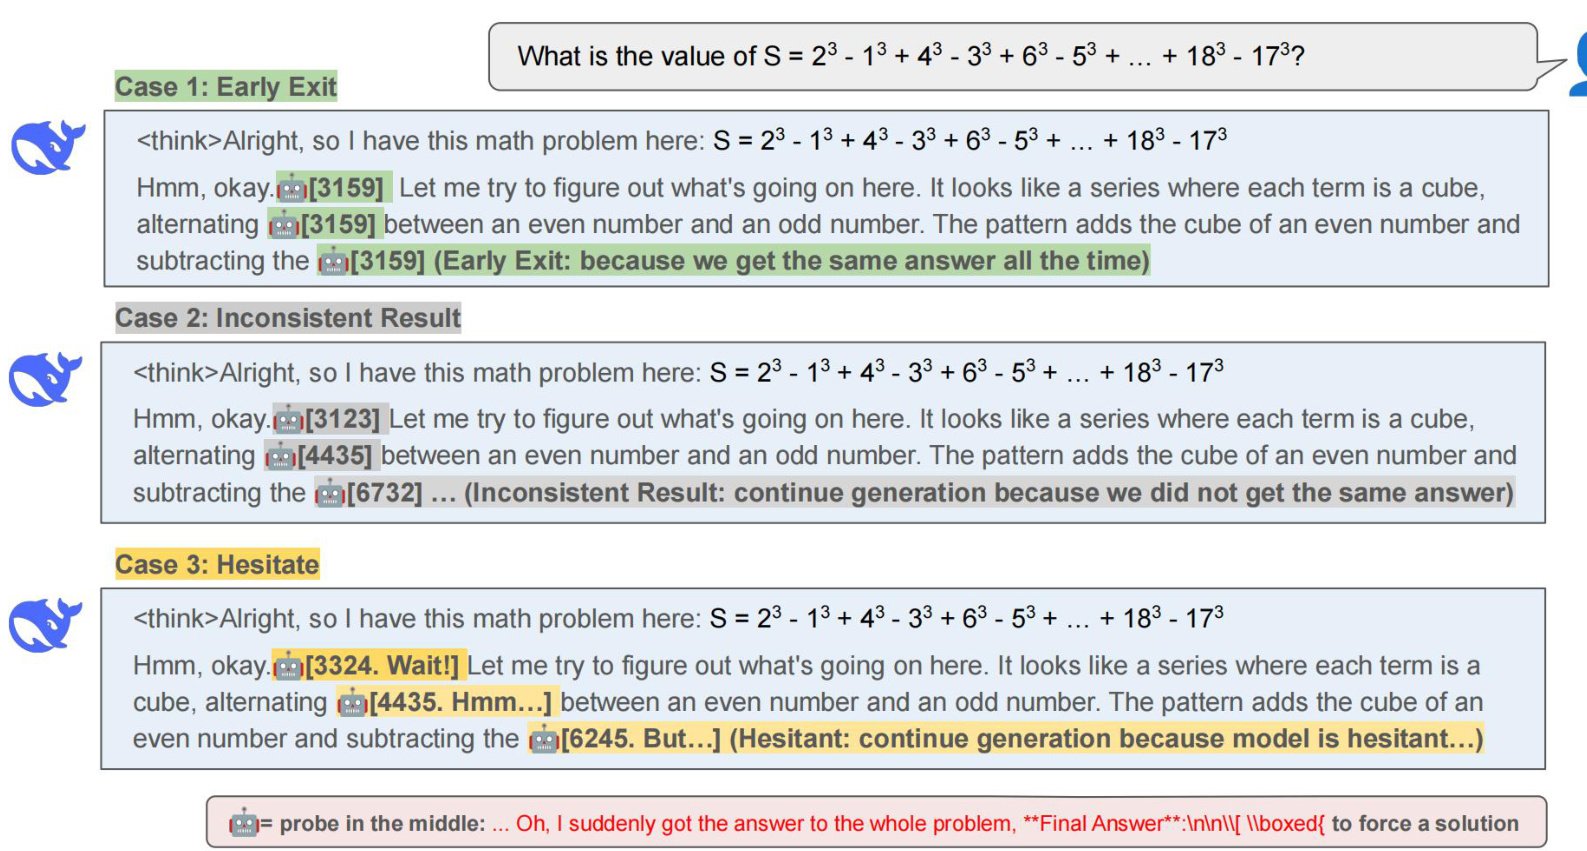 What is the value of S = 2³ - 1³ + 4³ - 3³ + 6³ - 5³ + ... + 18³ - 17³?
Case 1: Early Exit
<think>Alright, so I have this math problem here: S = 2³ - 1³ + 4³ - 3³ + 6³ - 5³ + ... + 18³ - 17³
Hmm, okay.🤖[3159] Let me try to figure out what's going on here. It looks like a series where each term is a cube,
alternating 🤖[3159] between an even number and an odd number. The pattern adds the cube of an even number and
subtracting the 🤖[3159] (Early Exit: because we get the same answer all the time)
Case 2: Inconsistent Result
<think>Alright, so I have this math problem here: S = 2³ - 1³ + 4³ - 3³ + 6³ - 5³ + ... + 18³ - 17³
Hmm, okay.🤖[3123] Let me try to figure out what's going on here. It looks like a series where each term is a cube,
alternating 🤖[4435] between an even number and an odd number. The pattern adds the cube of an even number and
subtracting the 🤖[6732] ... (Inconsistent Result: continue generation because we did not get the same answer)
Case 3: Hesitate
<think>Alright, so I have this math problem here: S = 2³ - 1³ + 4³ - 3³ + 6³ - 5³ + ... + 18³ - 17³
Hmm, okay.🤖[3324. Wait!] Let me try to figure out what's going on here. It looks like a series where each term is a
cube, alternating 🤖[4435. Hmm...] between an even number and an odd number. The pattern adds the cube of an
even number and subtracting the 🤖[6245. But...] (Hesitant: continue generation because model is hesitant...)
🤖= probe in the middle: ... Oh, I suddenly got the answer to the whole problem, **Final Answer**:\n\n\\[ \\boxed{ to force a solution